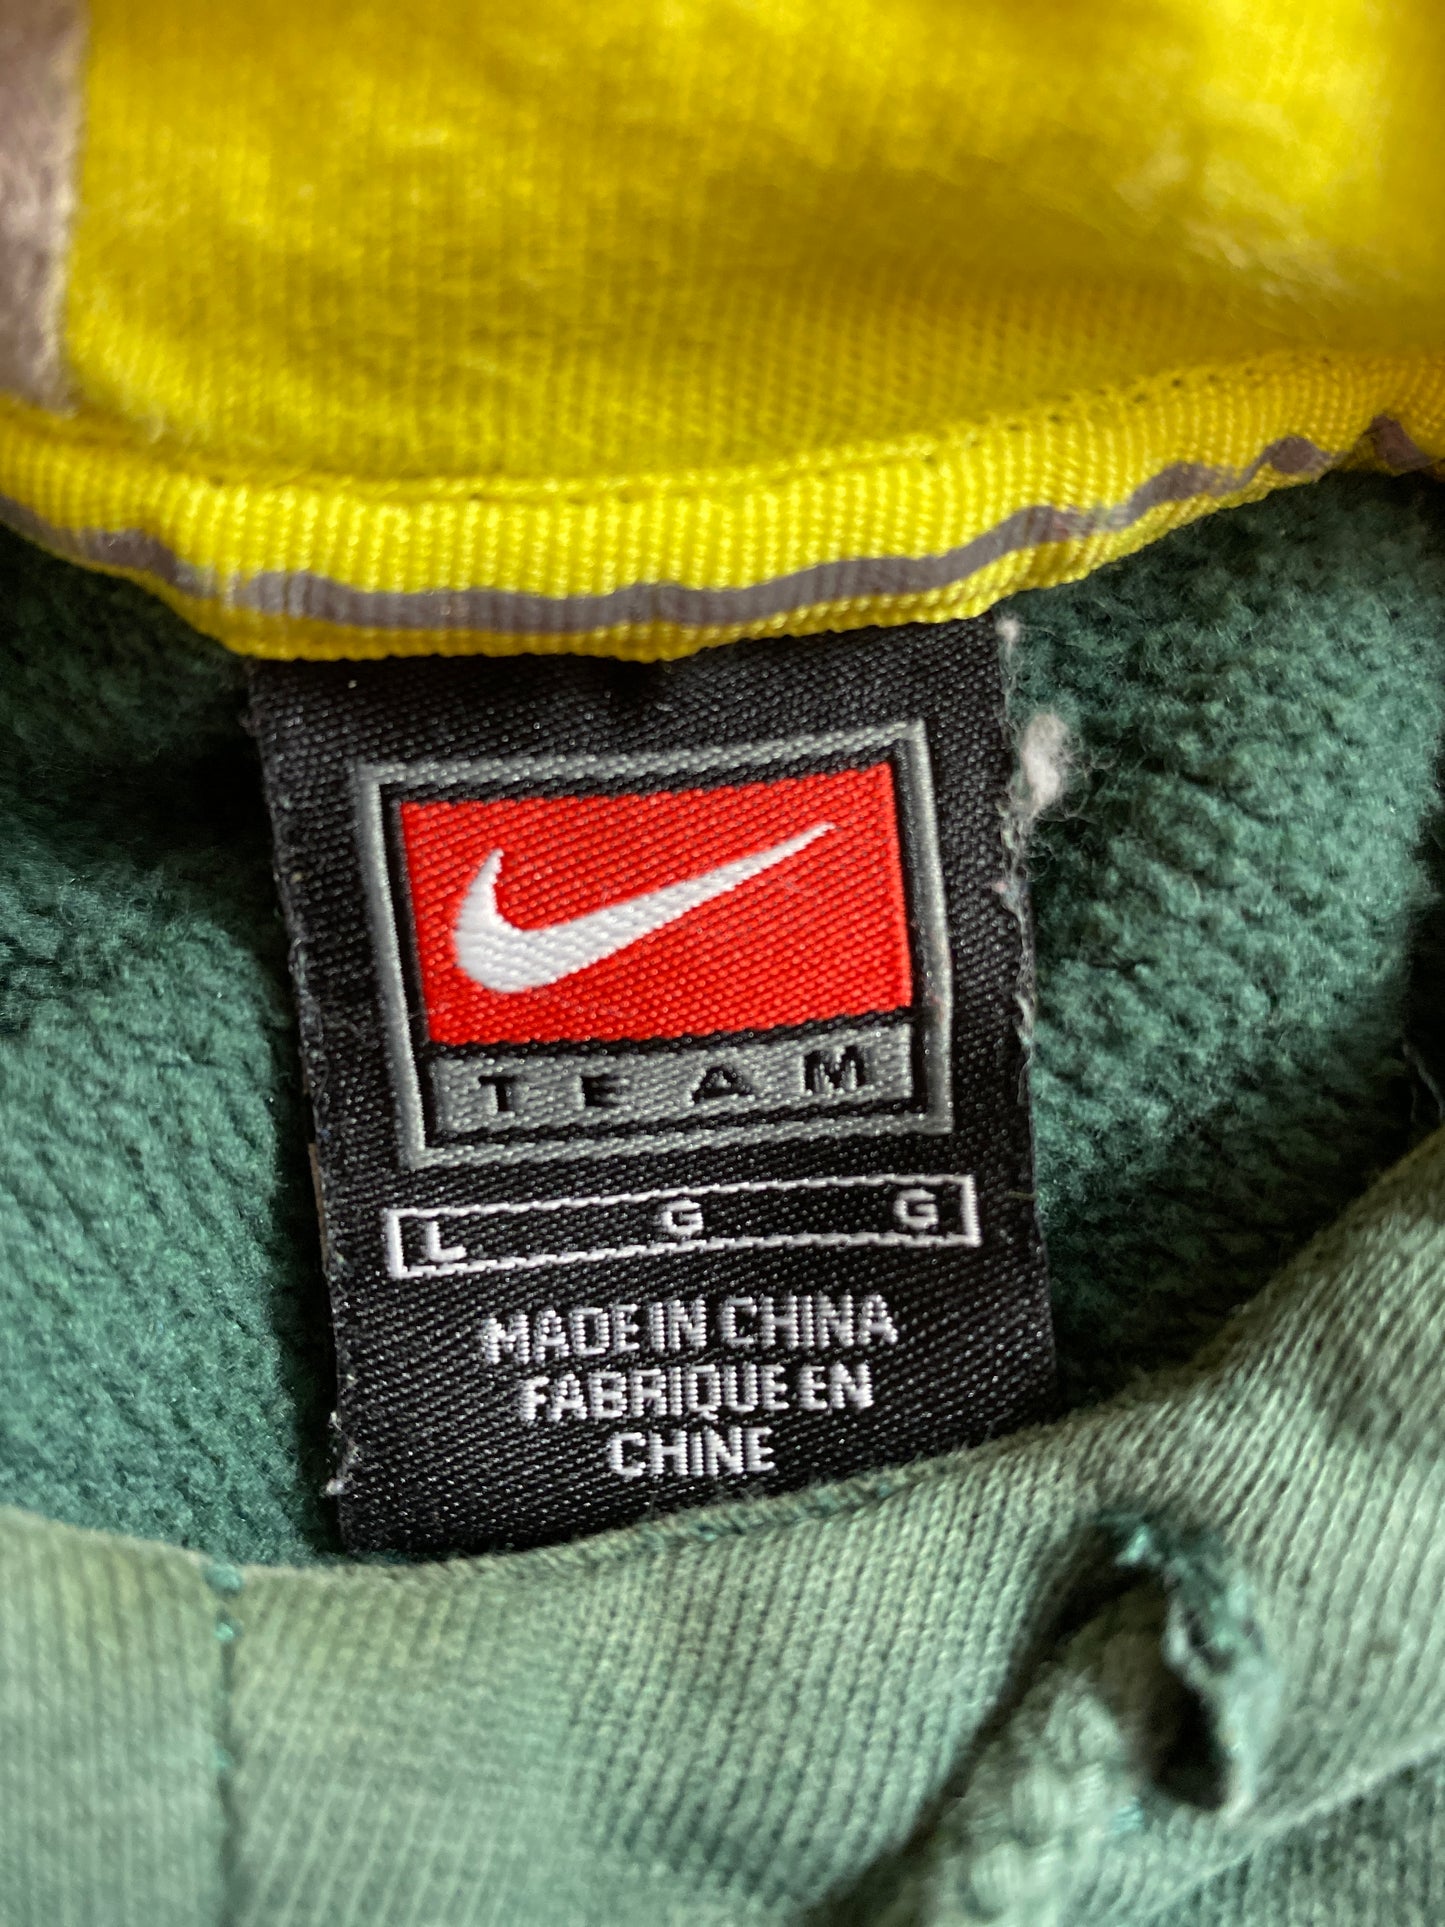 TEAM
L G G
MADE IN CHINA
FABRIQUE EN
CHINE